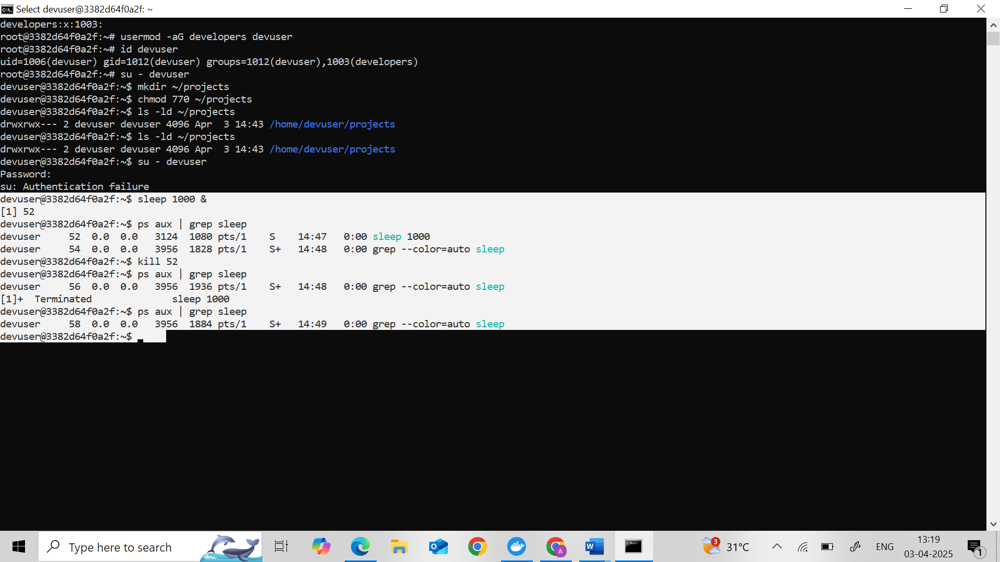 Select devuser@3382d64f0a2f: ~
developers:x:1003:
root@3382d64f0a2f:~# usermod -aG developers devuser
root@3382d64f0a2f:~# id devuser
uid=1006(devuser) gid=1012(devuser) groups=1012(devuser),1003(developers)
root@3382d64f0a2f:~# su - devuser
devuser@3382d64f0a2f:~$ mkdir ~/projects
devuser@3382d64f0a2f:~$ chmod 770 ~/projects
devuser@3382d64f0a2f:~$ ls -ld ~/projects
drwxrwx--- 2 devuser devuser 4096 Apr  3 14:43 /home/devuser/projects
devuser@3382d64f0a2f:~$ ls -ld ~/projects
drwxrwx--- 2 devuser devuser 4096 Apr  3 14:43 /home/devuser/projects
devuser@3382d64f0a2f:~$ su - devuser
Password:
su: Authentication failure
devuser@3382d64f0a2f:~$ sleep 1000 &
[1] 52
devuser@3382d64f0a2f:~$ ps aux | grep sleep
devuser     52  0.0  0.0   3124  1080 pts/1    S    14:47   0:00 sleep 1000
devuser     54  0.0  0.0   3956  1828 pts/1    S+   14:48   0:00 grep --color=auto sleep
devuser@3382d64f0a2f:~$ kill 52
devuser@3382d64f0a2f:~$ ps aux | grep sleep
devuser     56  0.0  0.0   3956  1936 pts/1    S+   14:48   0:00 grep --color=auto sleep
[1]+  Terminated              sleep 1000
devuser@3382d64f0a2f:~$ ps aux | grep sleep
devuser     58  0.0  0.0   3956  1884 pts/1    S+   14:49   0:00 grep --color=auto sleep
devuser@3382d64f0a2f:~$
Type here to search
3
31°C
ENG
13:19
03-04-2025
1